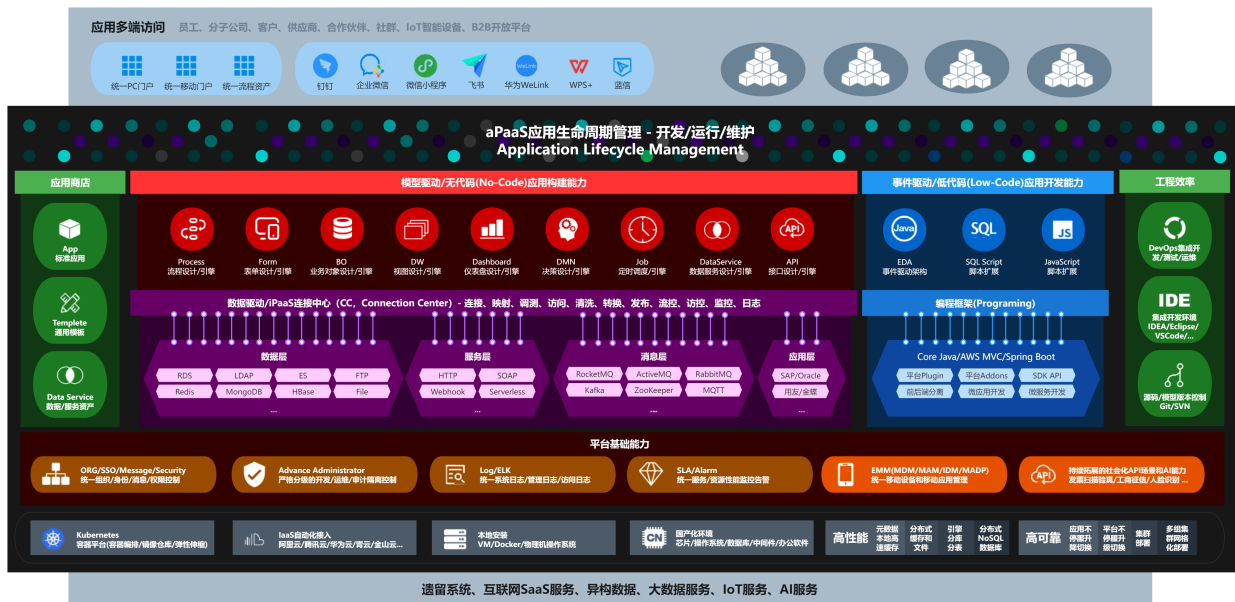 应用多端访问 员工、分子公司、客户、供应商、合作伙伴、社群、IoT智能设备、B2B开放平台
统一PC门户 统一移动门户 统一流程资产
钉钉 企业微信 微信小程序 飞书 华为WeLink WPS+ 蓝信
WeLink
aPaaS应用生命周期管理 - 开发/运行/维护
Application Lifecycle Management
应用商店
App
标准应用
Templete
通用模板
Data Service
数据/服务资产
模型驱动/无代码(No-Code)应用构建能力
API
Process
流程设计/引擎
Form
表单设计/引擎
BO
业务对象设计/引擎
DW
视图设计/引擎
Dashboard
仪表盘设计/引擎
DMN
决策设计/引擎
Job
定时调度/引擎
DataService
数据服务设计/引擎
API
接口设计/引擎
事件驱动/低代码(Low-Code)应用开发能力
Java
SQL
JS
EDA
事件驱动架构
SQL Script
脚本扩展
JavaScript
脚本扩展
工程效率
DevOps集成开
发/测试/运维
IDE
集成开发环境
IDEA/Eclipse/
VSCode/...
源码/模型版本控制
Git/SVN
数据驱动/iPaaS连接中心（CC，Connection Center）- 连接、映射、调测、访问、清洗、转换、发布、流控、访控、监控、日志
数据层
RDS LDAP ES FTP
Redis MongoDB HBase File
...
服务层
HTTP SOAP
Webhook Serverless
...
消息层
RocketMQ ActiveMQ RabbitMQ
Kafka ZooKeeper MQTT
...
应用层
SAP/Oracle
用友/金蝶
...
编程框架(Programing)
Core Java/AWS MVC/Spring Boot
平台Plugin 平台Addons SDK API
前后端分离 微应用开发 微服务开发
平台基础能力
ORG/SSO/Message/Security
统一组织/身份/消息/权限控制
Advance Administrator
严格分级的开发/运维/审计隔离控制
Log/ELK
统一系统日志/管理日志/访问日志
SLA/Alarm
统一服务/资源性能监控告警
EMM(MDM/MAM/IDM/MADP)
统一移动设备和移动应用管理
API
持续拓展的社会化API场景和AI能力
发票扫描验真/工商征信/人脸识别 ...
Kubernetes
容器平台(容器编排/镜像仓库/弹性伸缩)
IaaS自动化接入
阿里云/腾讯云/华为云/青云/金山云...
本地安装
VM/Docker/物理机操作系统
CN
国产化环境
芯片/操作系统/数据库/中间件/办公软件
高性能
元数据
本地高
速缓存
分布式
缓存和
文件
引擎
分库
分表
分布式
NoSQL
数据库
高可靠
应用不
停服升
降切换
平台不
停服升
级切换
集群
部署
多组集
群网格
化部署
遗留系统、互联网SaaS服务、异构数据、大数据服务、IoT服务、AI服务